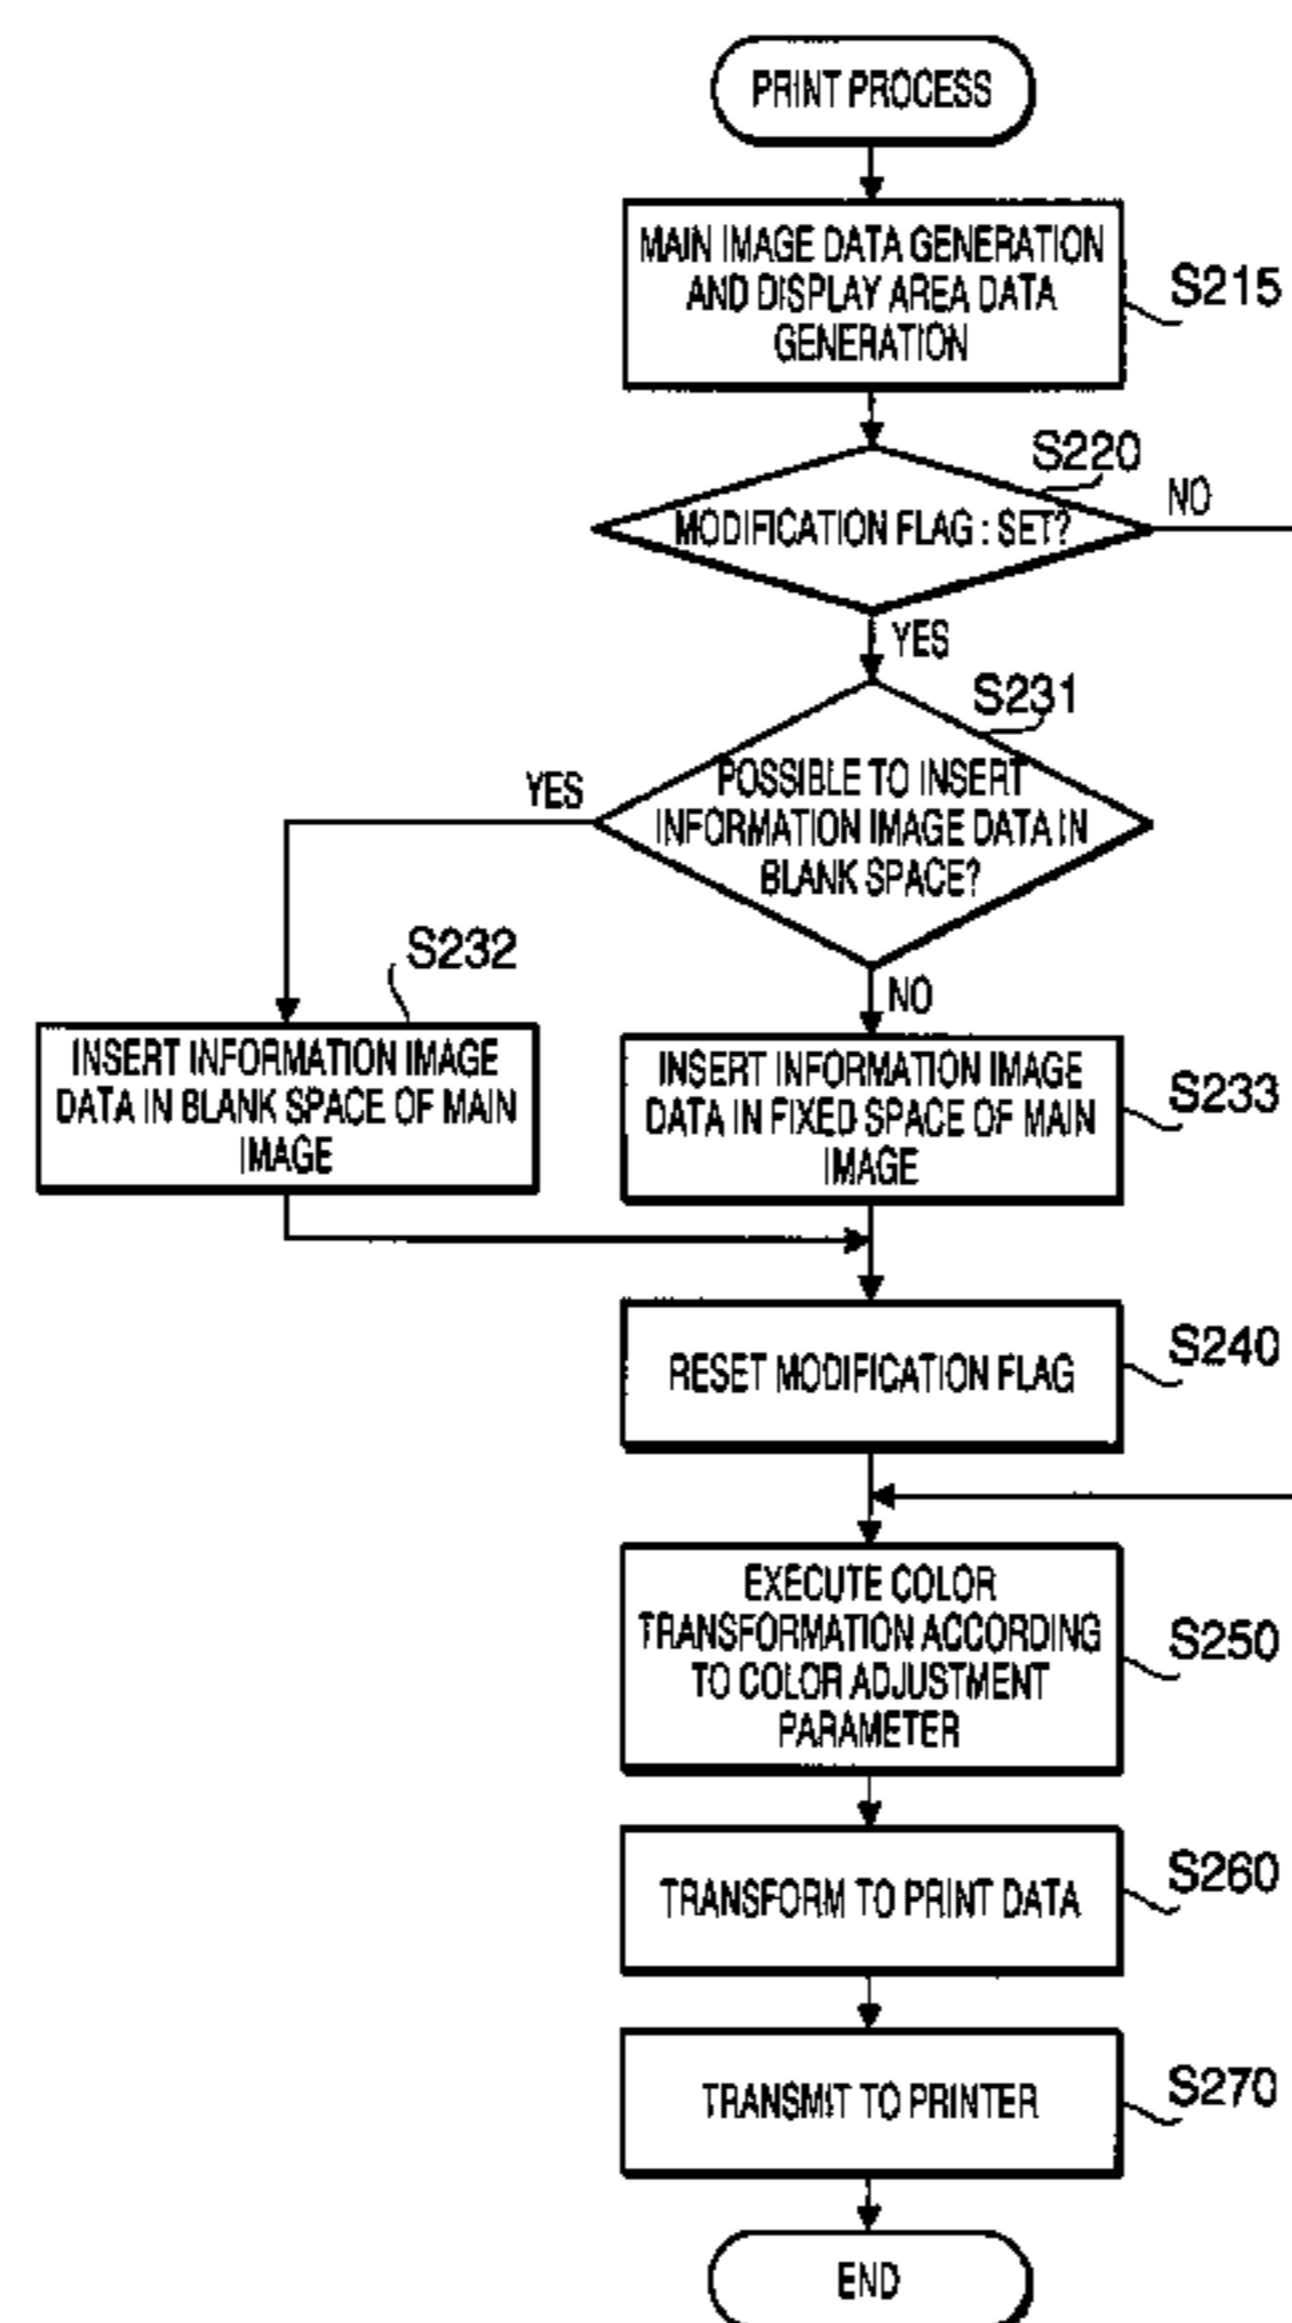 PRINT PROCESS
MAIN IMAGE DATA GENERATION
AND DISPLAY AREA DATA
GENERATION
S215
S220
MODIFICATION FLAG : SET?
NO
YES
S231
POSSIBLE TO INSERT
INFORMATION IMAGE DATA IN
BLANK SPACE?
YES
NO
S232
INSERT INFORMATION IMAGE
DATA IN BLANK SPACE OF MAIN
IMAGE
INSERT INFORMATION IMAGE
DATA IN FIXED SPACE OF MAIN
IMAGE
S233
RESET MODIFICATION FLAG
S240
EXECUTE COLOR
TRANSFORMATION ACCORDING
TO COLOR ADJUSTMENT
PARAMETER
S250
TRANSFORM TO PRINT DATA
S260
TRANSMIT TO PRINTER
S270
END